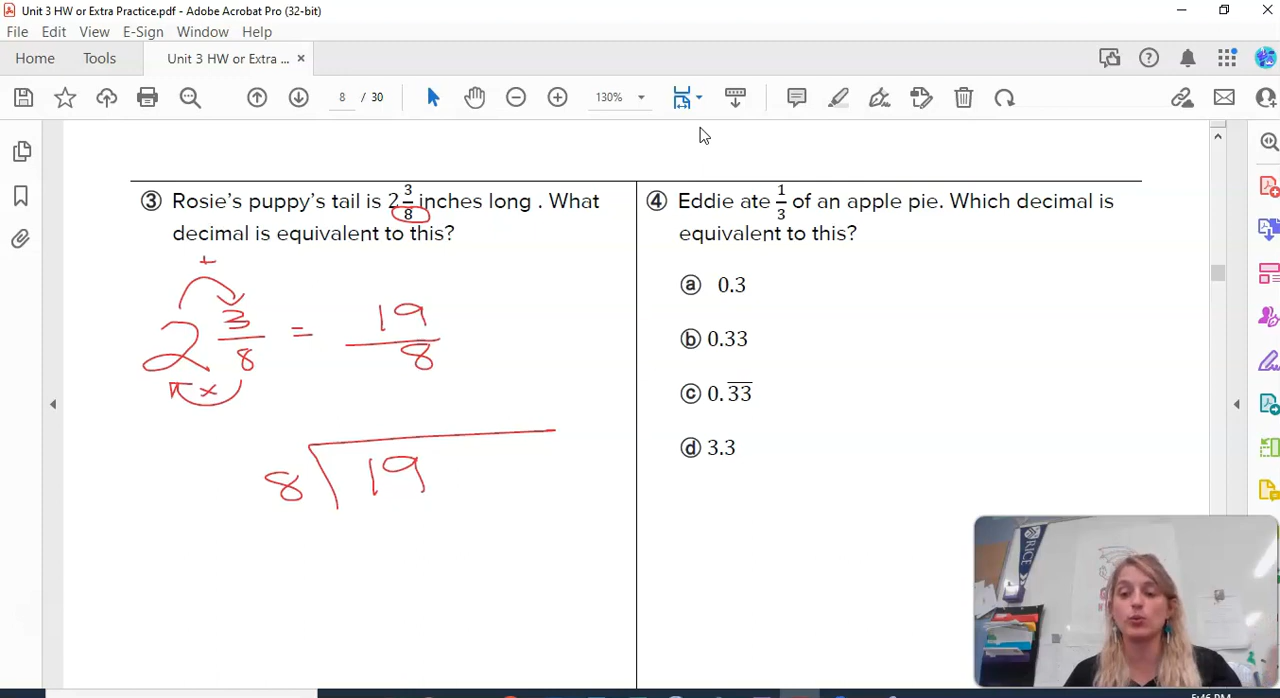 Unit 3 HW or Extra Practice.pdf - Adobe Acrobat Pro (32-bit)
File Edit View E-Sign Window Help
Home Tools Unit 3 HW or Extra ... ×
8 / 30 130%
③ Rosie's puppy's tail is 2 3/8 inches long . What
decimal is equivalent to this?
+
2 3/8 = 19/8
×
8 19
④ Eddie ate 1/3 of an apple pie. Which decimal is
equivalent to this?
ⓐ 0.3
ⓑ 0.33
ⓒ 0.3̅3̅
ⓓ 3.3
RICE